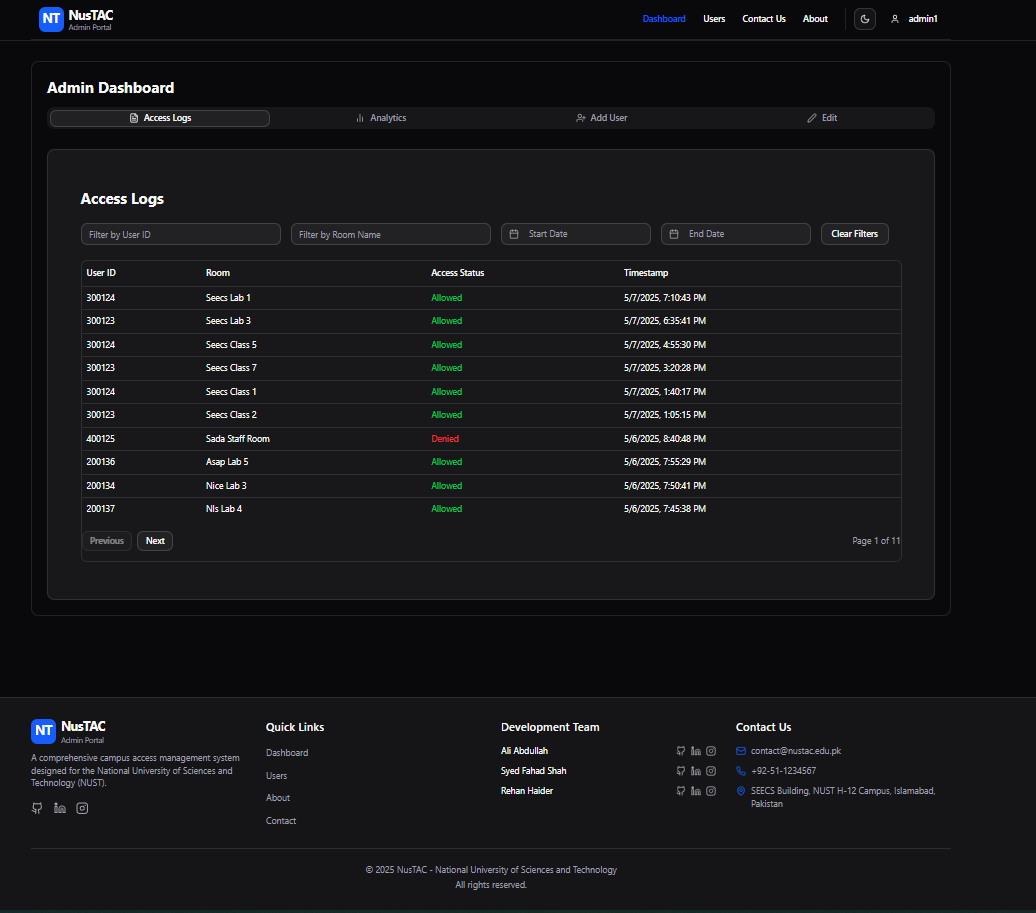 NT NusTAC
Admin Portal
Dashboard Users Contact Us About admin1
Admin Dashboard
Access Logs Analytics Add User Edit
Access Logs
Filter by User ID Filter by Room Name Start Date End Date Clear Filters
User ID Room Access Status Timestamp
300124 Seecs Lab 1 Allowed 5/7/2025, 7:10:43 PM
300123 Seecs Lab 3 Allowed 5/7/2025, 6:35:41 PM
300124 Seecs Class 5 Allowed 5/7/2025, 4:55:30 PM
300123 Seecs Class 7 Allowed 5/7/2025, 3:20:28 PM
300124 Seecs Class 1 Allowed 5/7/2025, 1:40:17 PM
300123 Seecs Class 2 Allowed 5/7/2025, 1:05:15 PM
400125 Sada Staff Room Denied 5/6/2025, 8:40:48 PM
200136 Asap Lab 5 Allowed 5/6/2025, 7:55:29 PM
200134 Nice Lab 3 Allowed 5/6/2025, 7:50:41 PM
200137 Nls Lab 4 Allowed 5/6/2025, 7:45:38 PM
Previous Next Page 1 of 11
NT NusTAC
Admin Portal
A comprehensive campus access management system
designed for the National University of Sciences and
Technology (NUST).
Quick Links
Dashboard
Users
About
Contact
Development Team
Ali Abdullah
Syed Fahad Shah
Rehan Haider
Contact Us
contact@nustac.edu.pk
+92-51-1234567
SEECS Building, NUST H-12 Campus, Islamabad,
Pakistan
© 2025 NusTAC - National University of Sciences and Technology
All rights reserved.